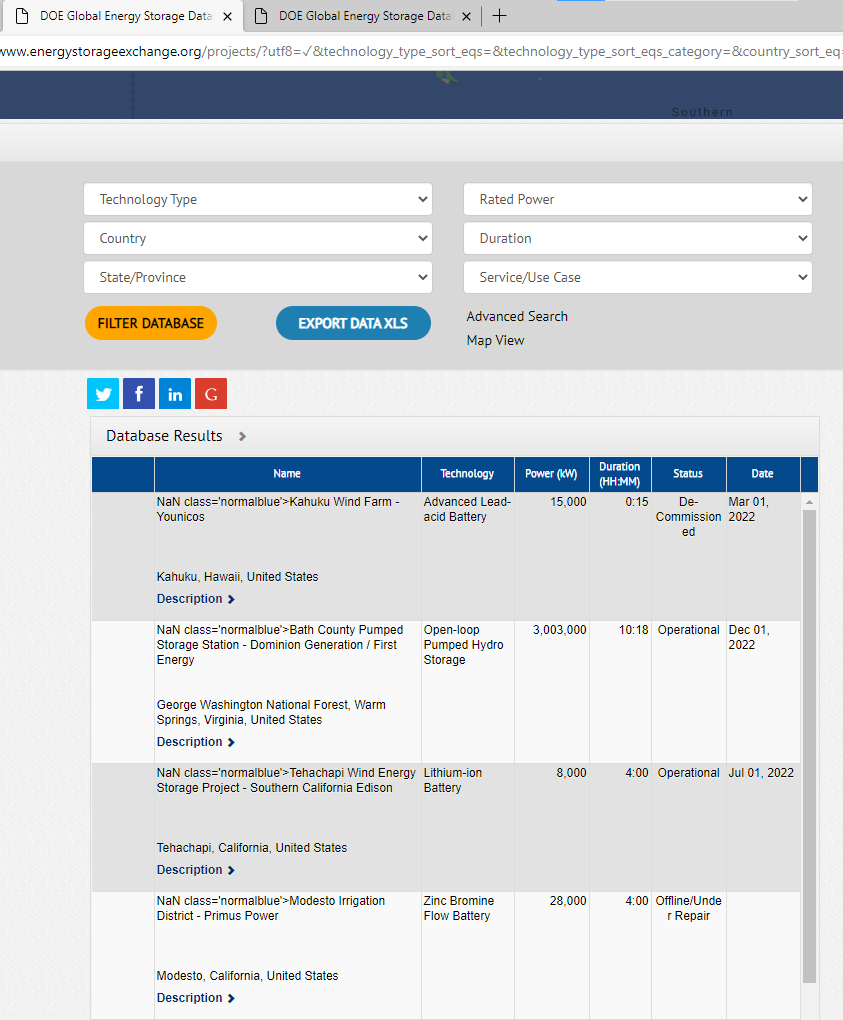 DOE Global Energy Storage Data
DOE Global Energy Storage Data
www.energystorageexchange.org/projects/?utf8=✓&technology_type_sort_eqs=&technology_type_sort_eqs_category=&country_sort_eq
Southern
Technology Type
Rated Power
Country
Duration
State/Province
Service/Use Case
FILTER DATABASE
EXPORT DATA XLS
Advanced Search
Map View
f
in
G
Database Results
Name
Technology
Power (kW)
Duration
(HH:MM)
Status
Date
NaN class='normalblue'>Kahuku Wind Farm -
Younicos
Kahuku, Hawaii, United States
Description
Advanced Lead-
acid Battery
15,000
0:15
De-
Commission
ed
Mar 01,
2022
NaN class='normalblue'>Bath County Pumped
Storage Station - Dominion Generation / First
Energy
George Washington National Forest, Warm
Springs, Virginia, United States
Description
Open-loop
Pumped Hydro
Storage
3,003,000
10:18
Operational
Dec 01,
2022
NaN class='normalblue'>Tehachapi Wind Energy
Storage Project - Southern California Edison
Tehachapi, California, United States
Description
Lithium-ion
Battery
8,000
4:00
Operational
Jul 01, 2022
NaN class='normalblue'>Modesto Irrigation
District - Primus Power
Modesto, California, United States
Description
Zinc Bromine
Flow Battery
28,000
4:00
Offline/Unde
r Repair